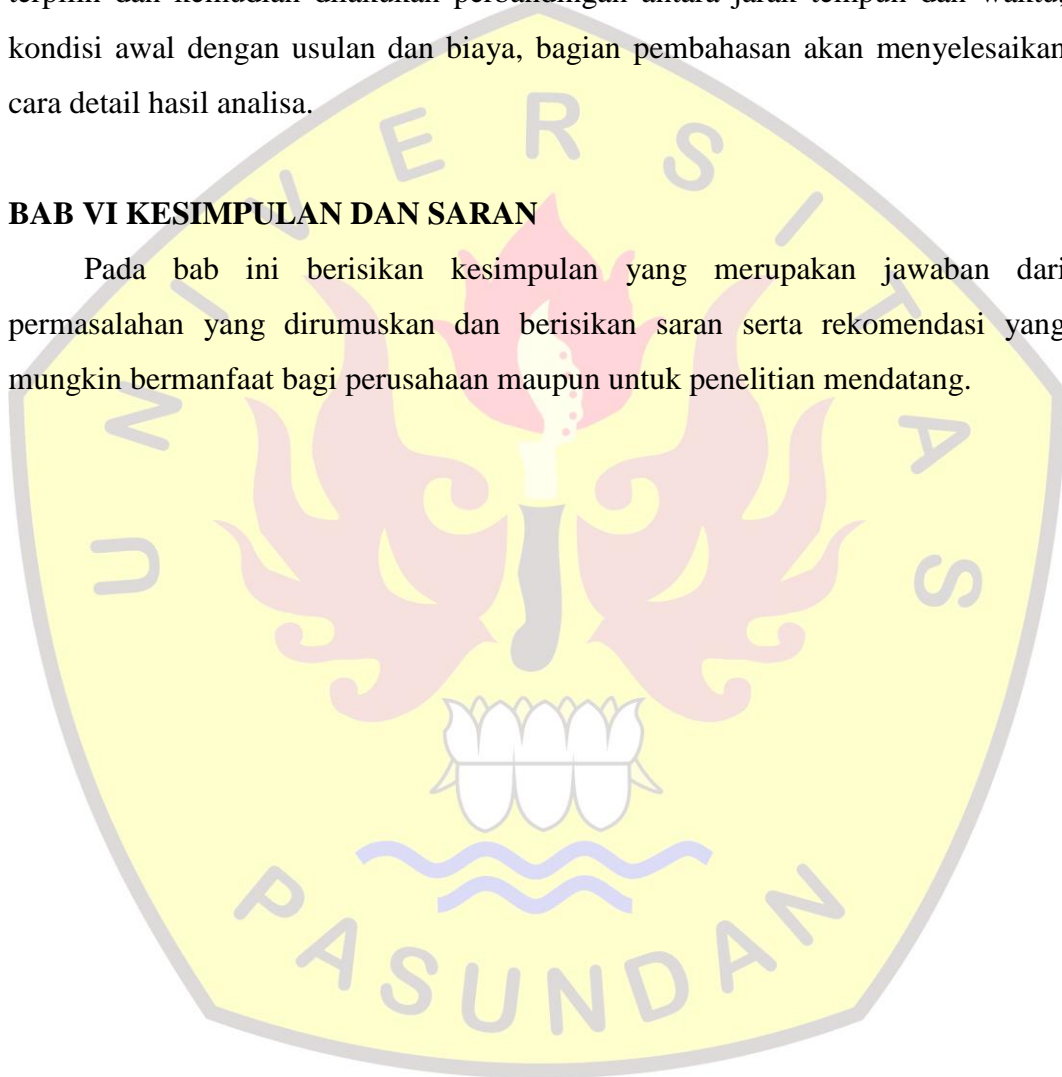 terpilih dan kemudian dilakukan perbandingan antara jarak tempuh dan waktu,
kondisi awal dengan usulan dan biaya, bagian pembahasan akan menyelesaikan
cara detail hasil analisa.
BAB VI KESIMPULAN DAN SARAN
Pada bab ini berisikan kesimpulan yang merupakan jawaban dari
permasalahan yang dirumuskan dan berisikan saran serta rekomendasi yang
mungkin bermanfaat bagi perusahaan maupun untuk penelitian mendatang.
UNIVERSITAS
PASUNDAN